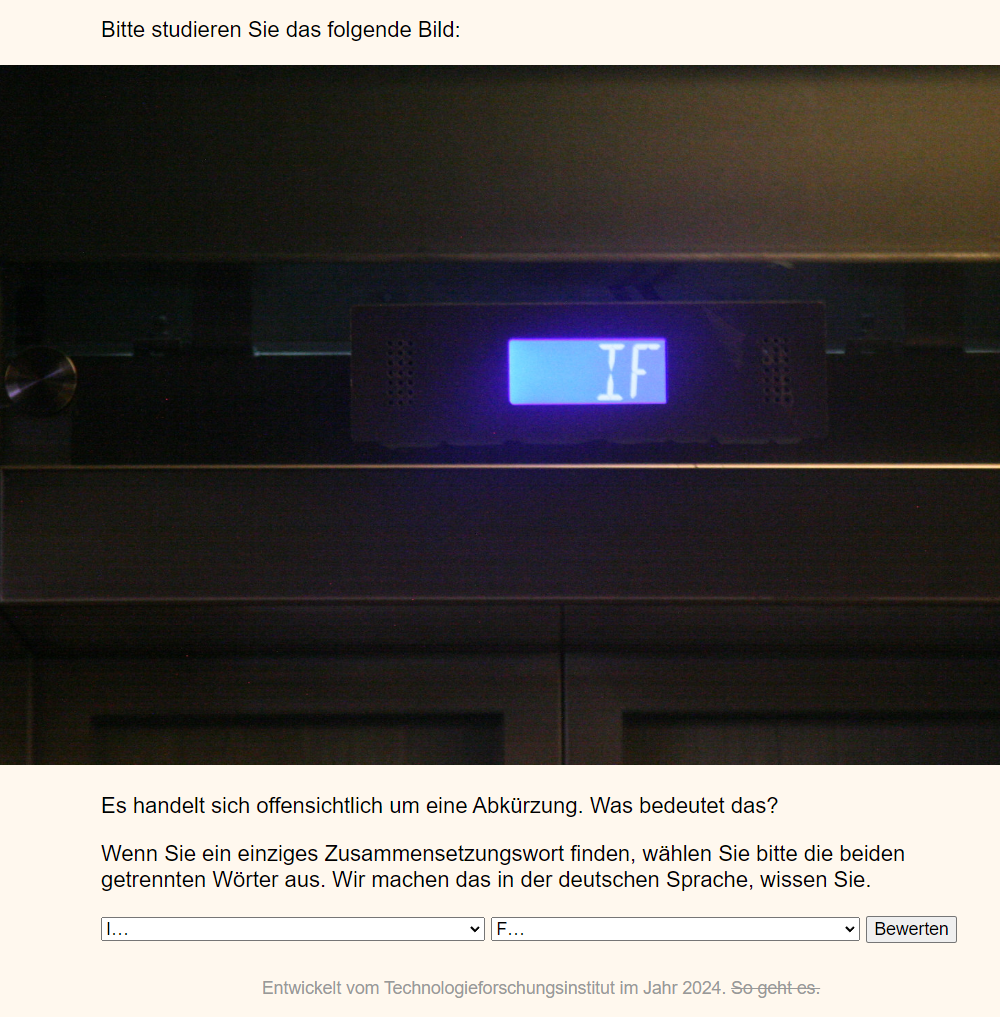 Bitte studieren Sie das folgende Bild:
IF
Es handelt sich offensichtlich um eine Abkürzung. Was bedeutet das?
Wenn Sie ein einziges Zusammensetzungswort finden, wählen Sie bitte die beiden
getrennten Wörter aus. Wir machen das in der deutschen Sprache, wissen Sie.
I... F... Bewerten
Entwickelt vom Technologieforschungsinstitut im Jahr 2024. So geht es.